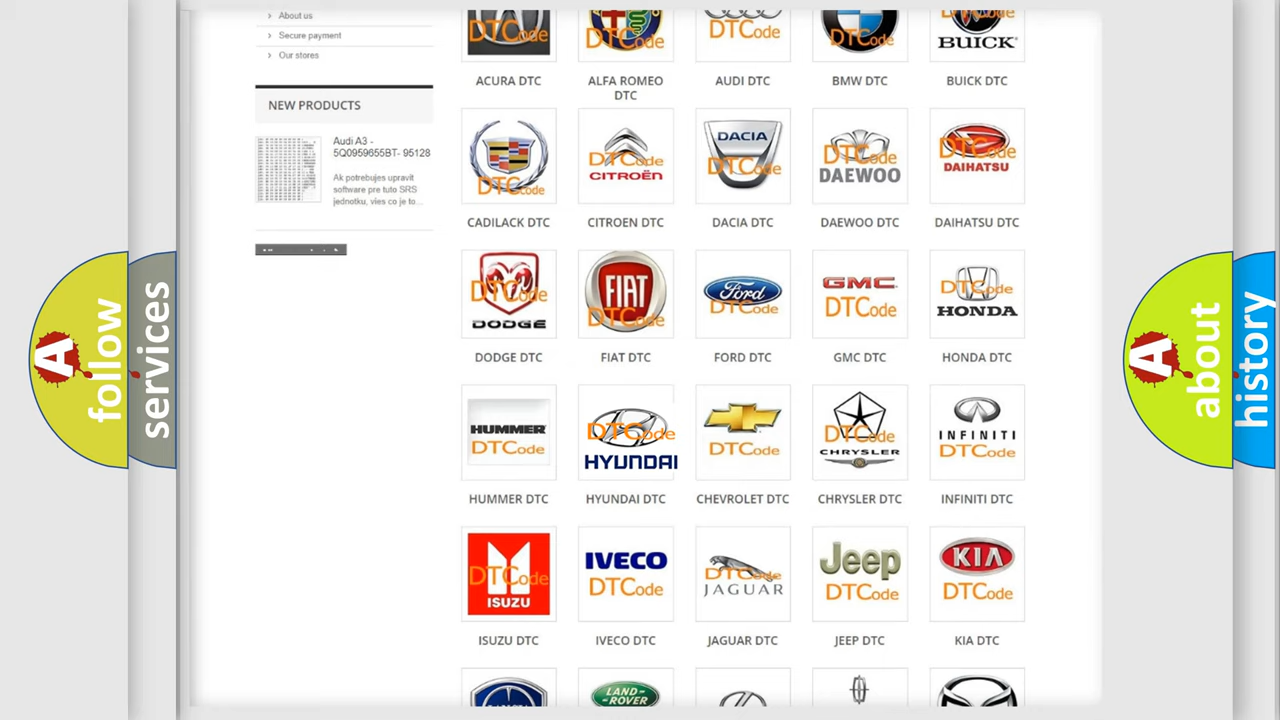 About us
Secure payment
Our stores
NEW PRODUCTS
Audi A3 -
5Q0959655BT- 95128
Ak potrebujes upravit
software pre tuto SRS
jednotku, vies co je to...
DTCode
DTCode
DTCode
DTCode
BUICK
ACURA DTC
ALFA ROMEO
DTC
AUDI DTC
BMW DTC
BUICK DTC
DTCode
DTCode
CITROËN
DACIA
DTCode
DTCode
DAEWOO
DTCode
DAIHATSU
CADILACK DTC
CITROEN DTC
DACIA DTC
DAEWOO DTC
DAIHATSU DTC
DTCode
DODGE
FIAT
DTCode
Ford
DTCode
GMC
DTCode
DTCode
HONDA
DODGE DTC
FIAT DTC
FORD DTC
GMC DTC
HONDA DTC
HUMMER
DTCode
DTCode
HYUNDAI
DTCode
DTCode
CHRYSLER
INFINITI
DTCode
HUMMER DTC
HYUNDAI DTC
CHEVROLET DTC
CHRYSLER DTC
INFINITI DTC
DTCode
ISUZU
IVECO
DTCode
DTCode
JAGUAR
Jeep
DTCode
KIA
DTCode
ISUZU DTC
IVECO DTC
JAGUAR DTC
JEEP DTC
KIA DTC
LAND-
ROVER
A
follow
services
A
about
history